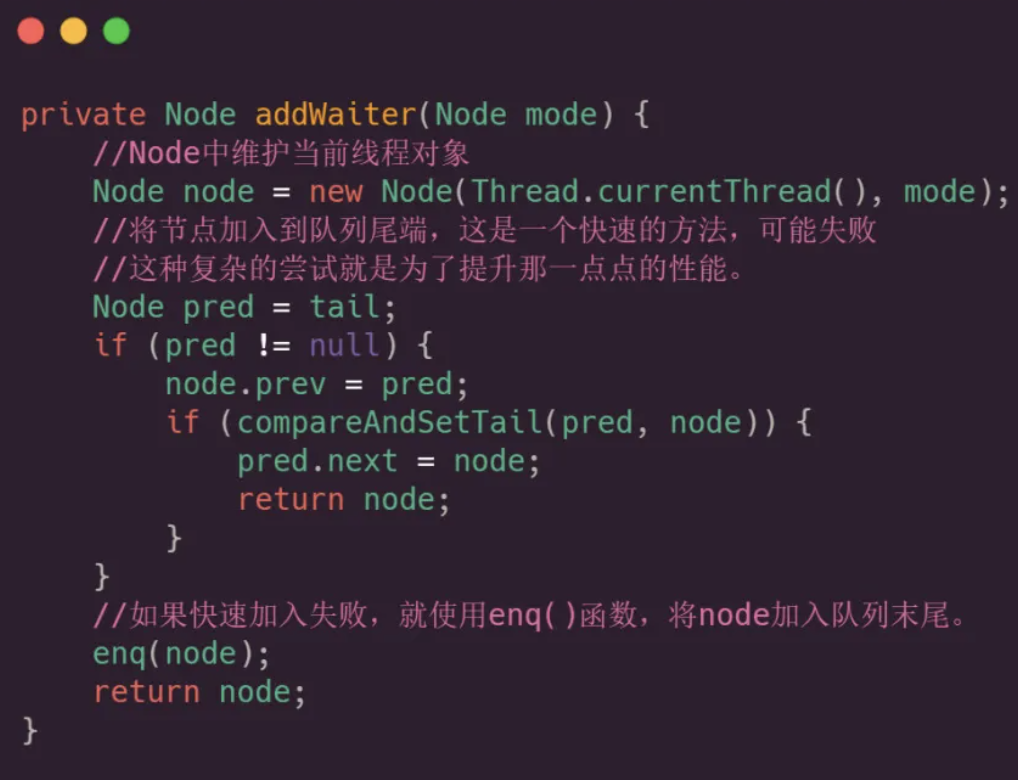 private Node addWaiter(Node mode) {
    //Node中维护当前线程对象
    Node node = new Node(Thread.currentThread(), mode);
    //将节点加入到队列尾端，这是一个快速的方法，可能失败
    //这种复杂的尝试就是为了提升那一点点的性能。
    Node pred = tail;
    if (pred != null) {
        node.prev = pred;
        if (compareAndSetTail(pred, node)) {
            pred.next = node;
            return node;
        }
    }
    //如果快速加入失败，就使用enq()函数，将node加入队列末尾。
    enq(node);
    return node;
}